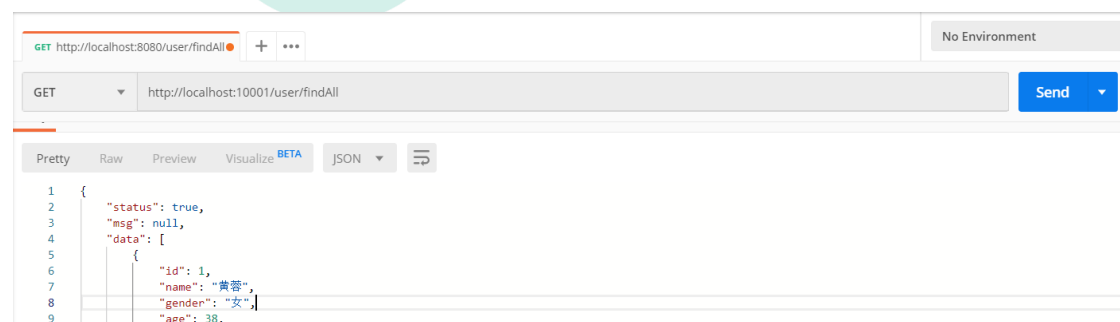 No Environment
GET http://localhost:8080/user/findAll
GET http://localhost:10001/user/findAll Send
Pretty Raw Preview Visualize BETA JSON
1 {
2 "status": true,
3 "msg": null,
4 "data": [
5 {
6 "id": 1,
7 "name": "黄蓉",
8 "gender": "女",
9 "age": 38,